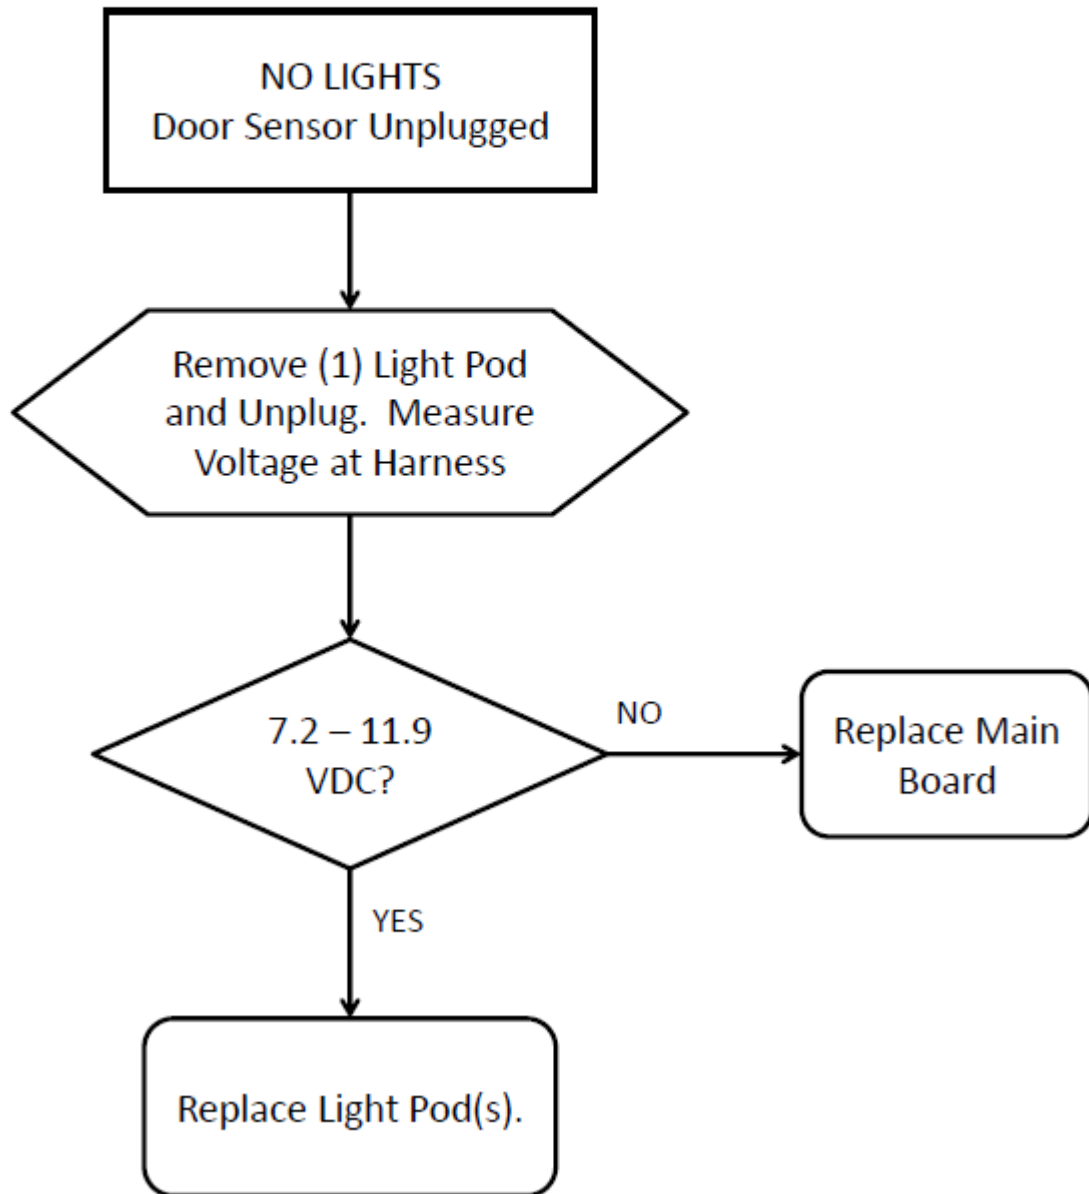 NO LIGHTS
Door Sensor Unplugged
Remove (1) Light Pod
and Unplug.  Measure
Voltage at Harness
7.2 – 11.9
VDC?
NO
Replace Main
Board
YES
Replace Light Pod(s).